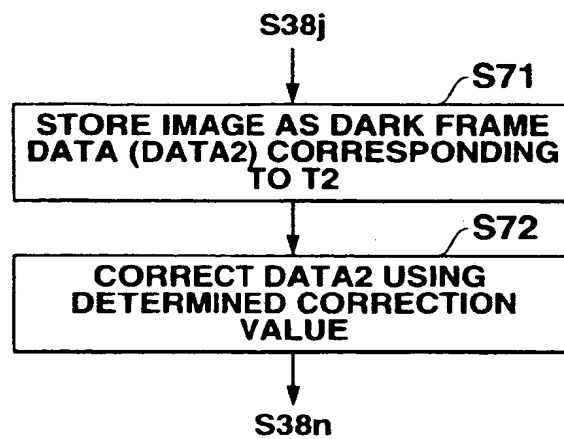 S38j
S71
STORE IMAGE AS DARK FRAME
DATA (DATA2) CORRESPONDING
TO T2
S72
CORRECT DATA2 USING
DETERMINED CORRECTION
VALUE
S38n